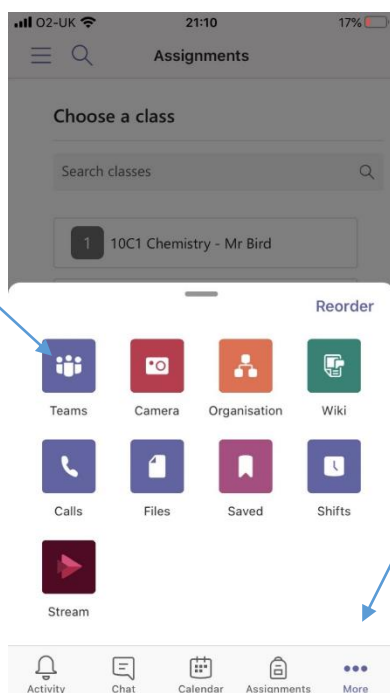 O2-UK 21:10 17%
Assignments
Choose a class
Search classes
1 10C1 Chemistry - Mr Bird
Reorder
Teams Camera Organisation Wiki
Calls Files Saved Shifts
Stream
Activity Chat Calendar Assignments More